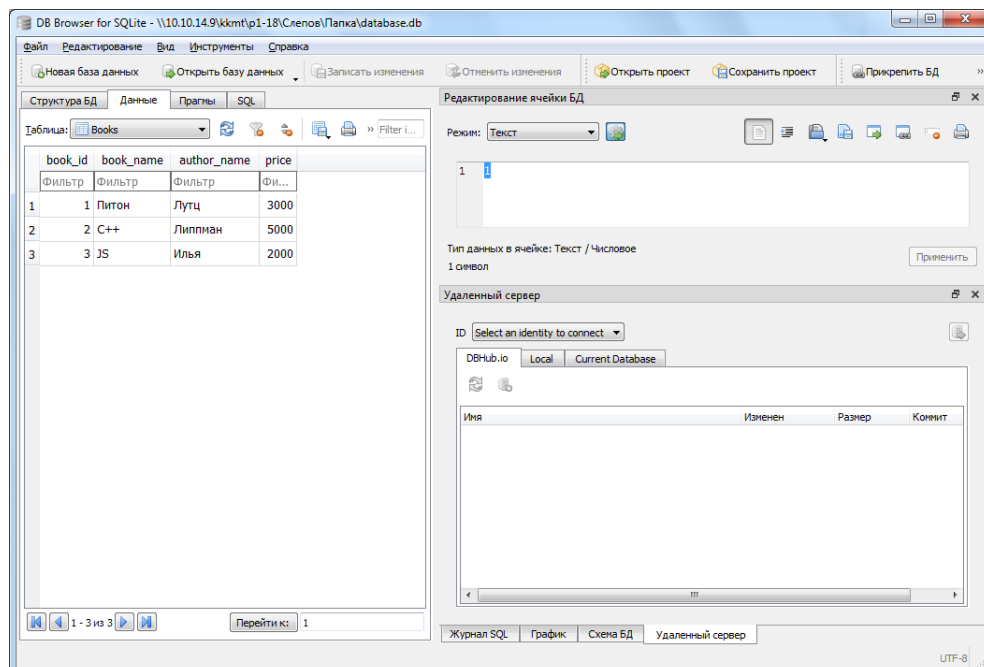 DB Browser for SQLite - \\10.10.14.9\kkmt\p1-18\Слепов\Папка\database.db
Файл Редактирование Вид Инструменты Справка
Новая база данных Открыть базу данных Записать изменения Отменить изменения Открыть проект Сохранить проект Прикрепить БД »
Структура БД Данные Прагмы SQL
Таблица: Books » Filter i...
book_id book_name author_name price
Фильтр Фильтр Фильтр Фи...
1 1 Питон Лутц 3000
2 2 C++ Липпман 5000
3 3 JS Илья 2000
1 - 3 из 3 Перейти к: 1
Редактирование ячейки БД
Режим: Текст
1 1
Тип данных в ячейке: Текст / Числовое
1 символ
Применить
Удаленный сервер
ID Select an identity to connect
DBHub.io Local Current Database
Имя Изменен Размер Коммит
Журнал SQL График Схема БД Удаленный сервер
UTF-8